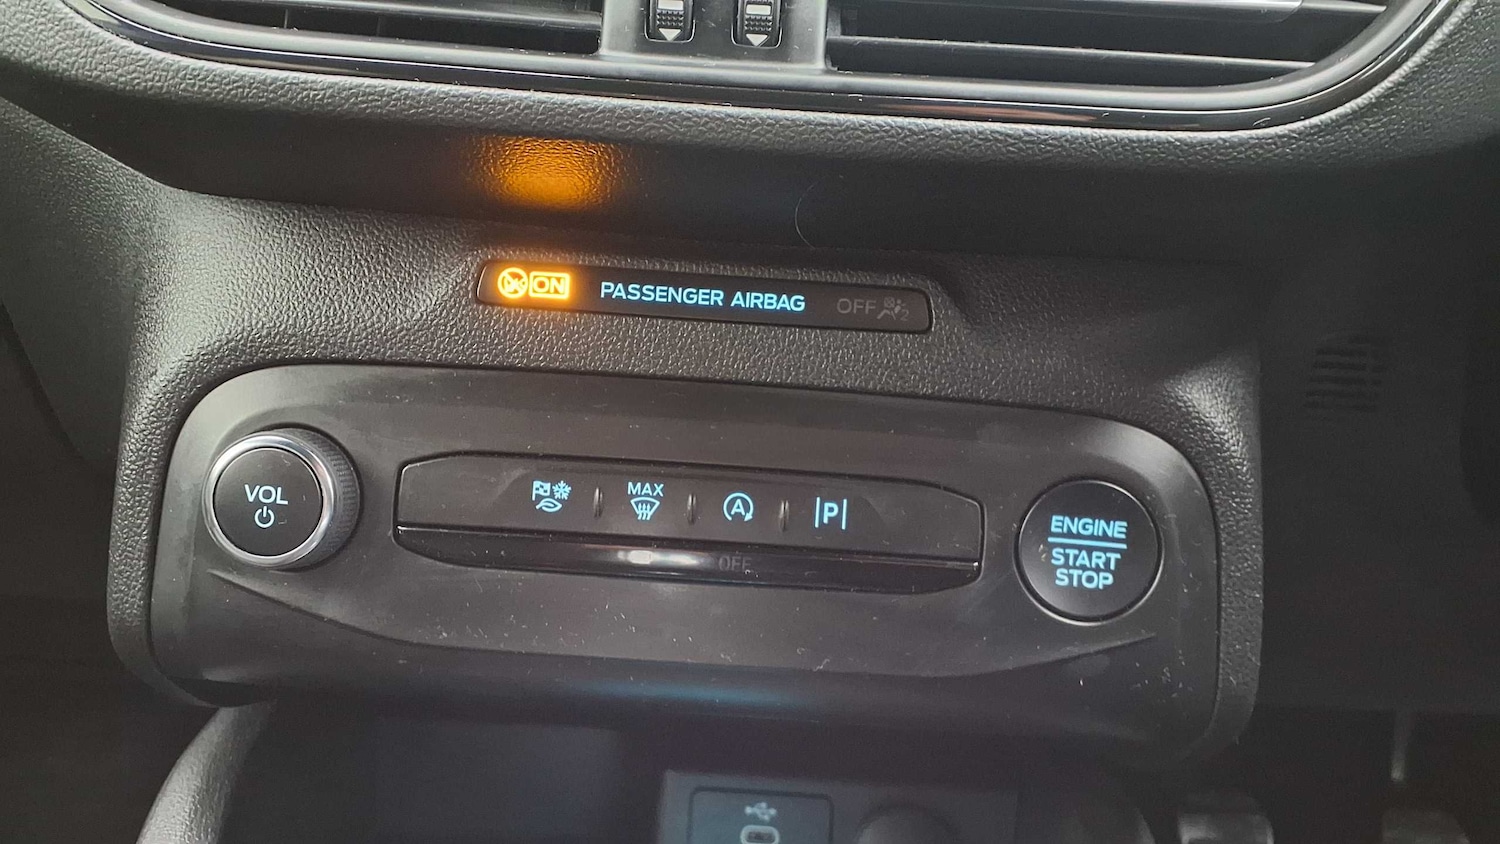 ON PASSENGER AIRBAG OFF
VOL
MAX
A
P
OFF
ENGINE
START
STOP